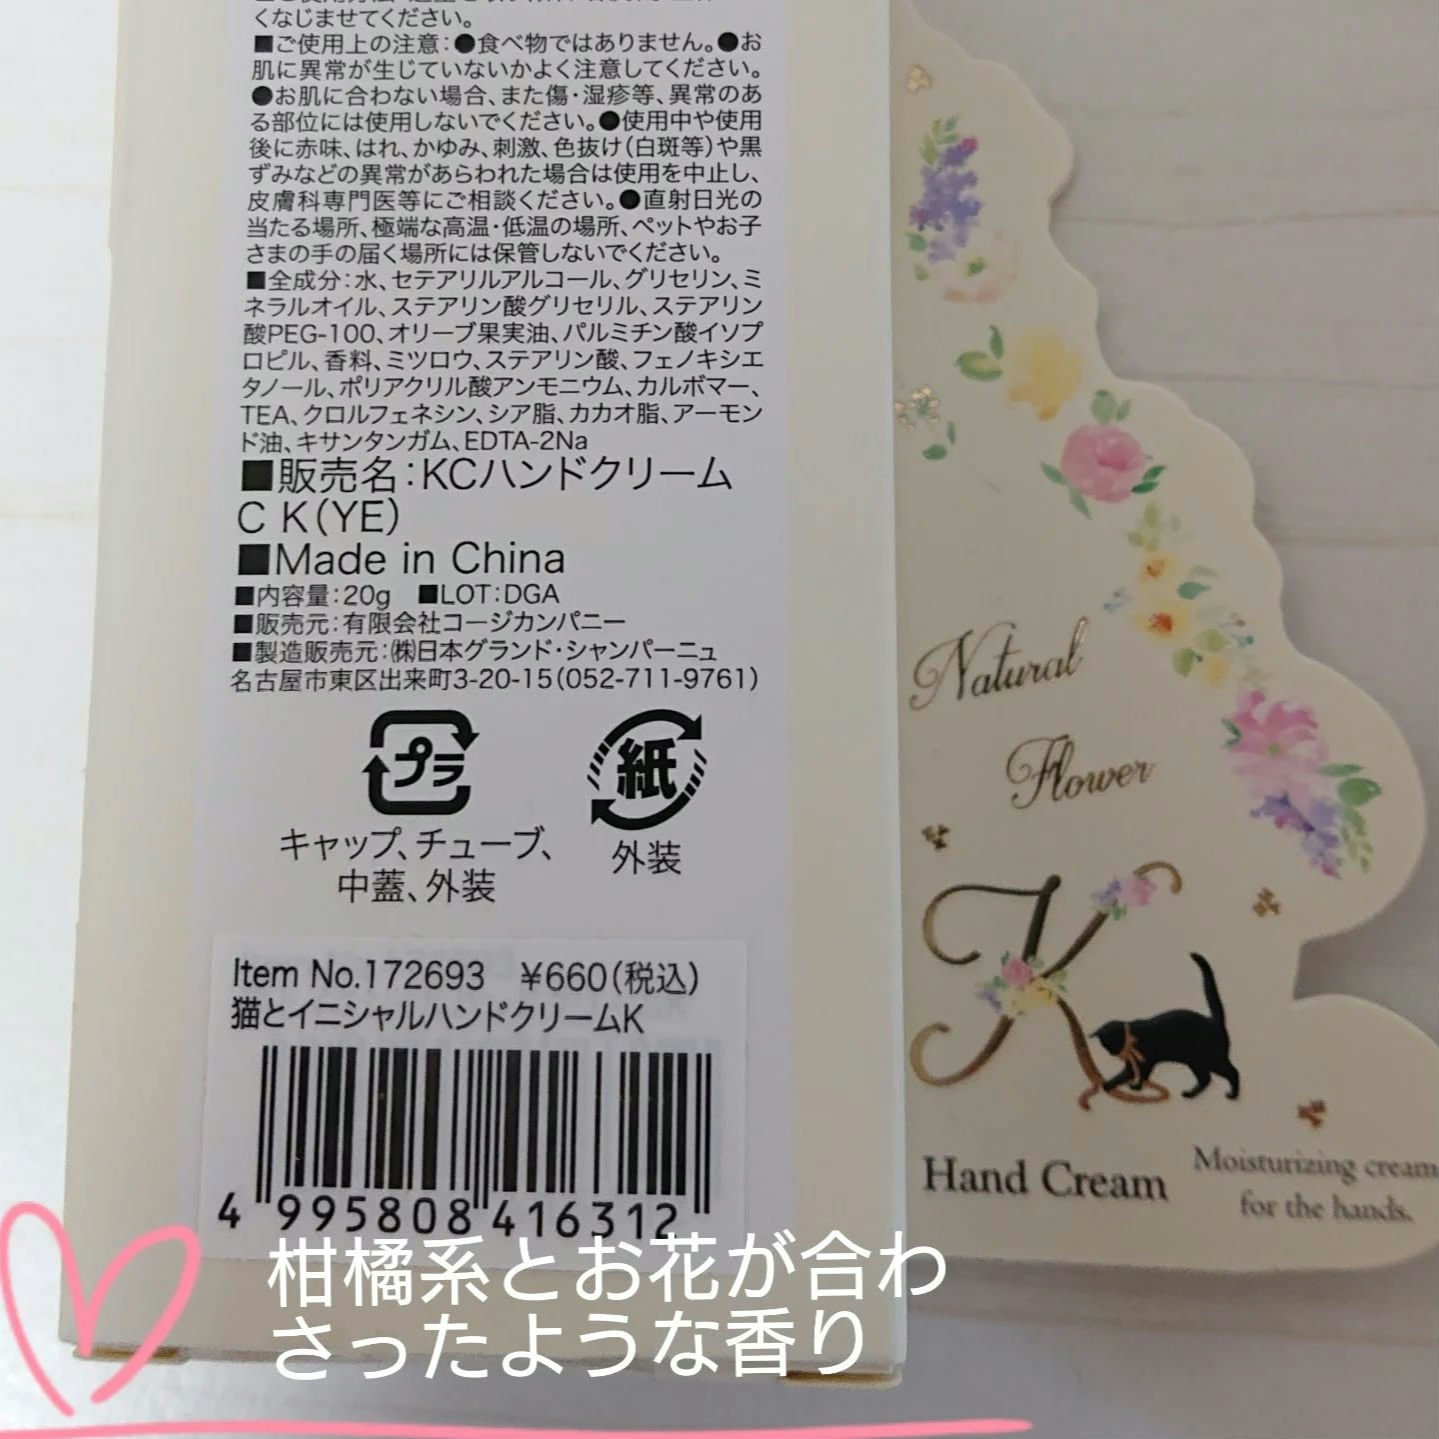 くなじませてください。
■ご使用上の注意：●食べ物ではありません。●お
肌に異常が生じていないかよく注意してください。
●お肌に合わない場合、また傷・湿疹等、異常のあ
る部位には使用しないでください。●使用中や使用
後に赤味、はれ、かゆみ、刺激、色抜け（白斑等）や黒
ずみなどの異常があらわれた場合は使用を中止し、
皮膚科専門医等にご相談ください。●直射日光の
当たる場所、極端な高温・低温の場所、ペットやお子
さまの手の届く場所には保管しないでください。
■全成分：水、セテアリルアルコール、グリセリン、ミ
ネラルオイル、ステアリン酸グリセリル、ステアリン
酸PEG-100、オリーブ果実油、パルミチン酸イソプ
ロピル、香料、ミツロウ、ステアリン酸、フェノキシエ
タノール、ポリアクリル酸アンモニウム、カルボマー、
TEA、クロルフェネシン、シア脂、カカオ脂、アーモン
ド油、キサンタンガム、EDTA-2Na
■販売名：KCハンドクリーム
C K（YE）
■Made in China
■内容量：20g ■LOT：DGA
■販売元：有限会社コージカンパニー
■製造販売元：㈱日本グランド・シャンパーニュ
名古屋市東区出来町3-20-15（052-711-9761）
プラ
紙
キャップ、チューブ、
中蓋、外装
外装
Item No.172693 ¥660（税込）
猫とイニシャルハンドクリームK
4 995808 416312
Natural
Flower
K
Hand Cream
Moisturizing cream
for the hands.
柑橘系とお花が合わ
さったような香り